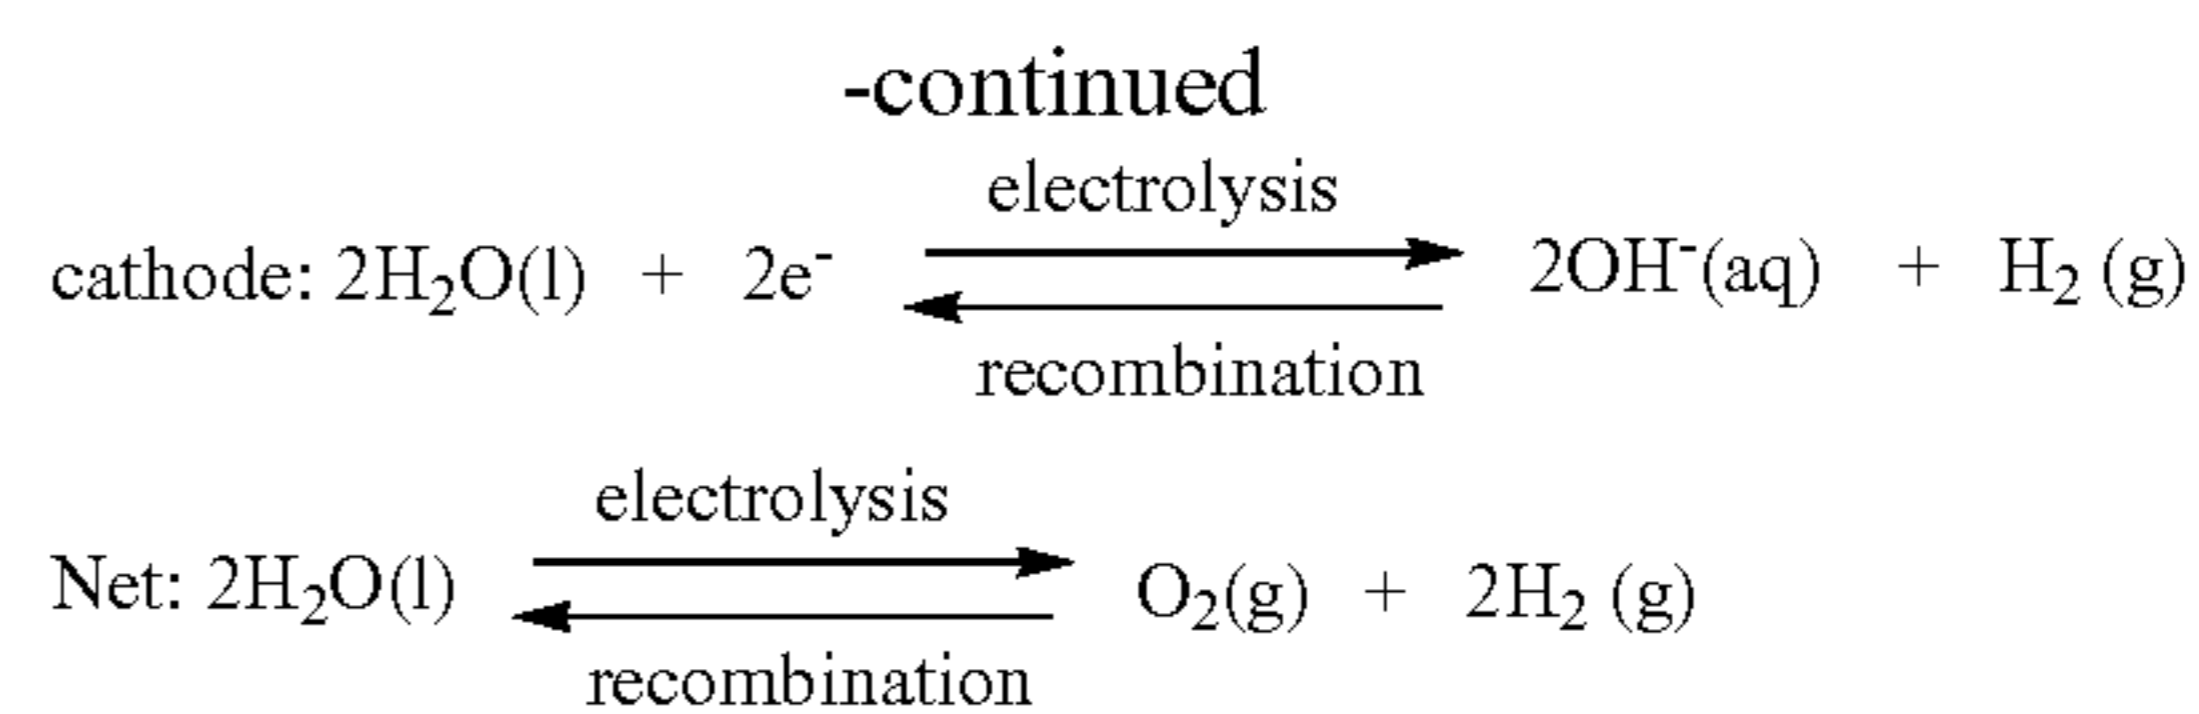 -continued
electrolysis
cathode: 2H₂O(l) + 2e⁻ 2OH⁻(aq) + H₂ (g)
recombination
electrolysis
Net: 2H₂O(l) O₂(g) + 2H₂ (g)
recombination